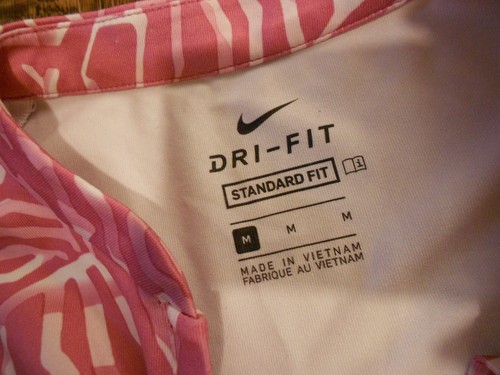 DRI-FIT
STANDARD FIT
M M M
MADE IN VIETNAM
FABRIQUE AU VIETNAM